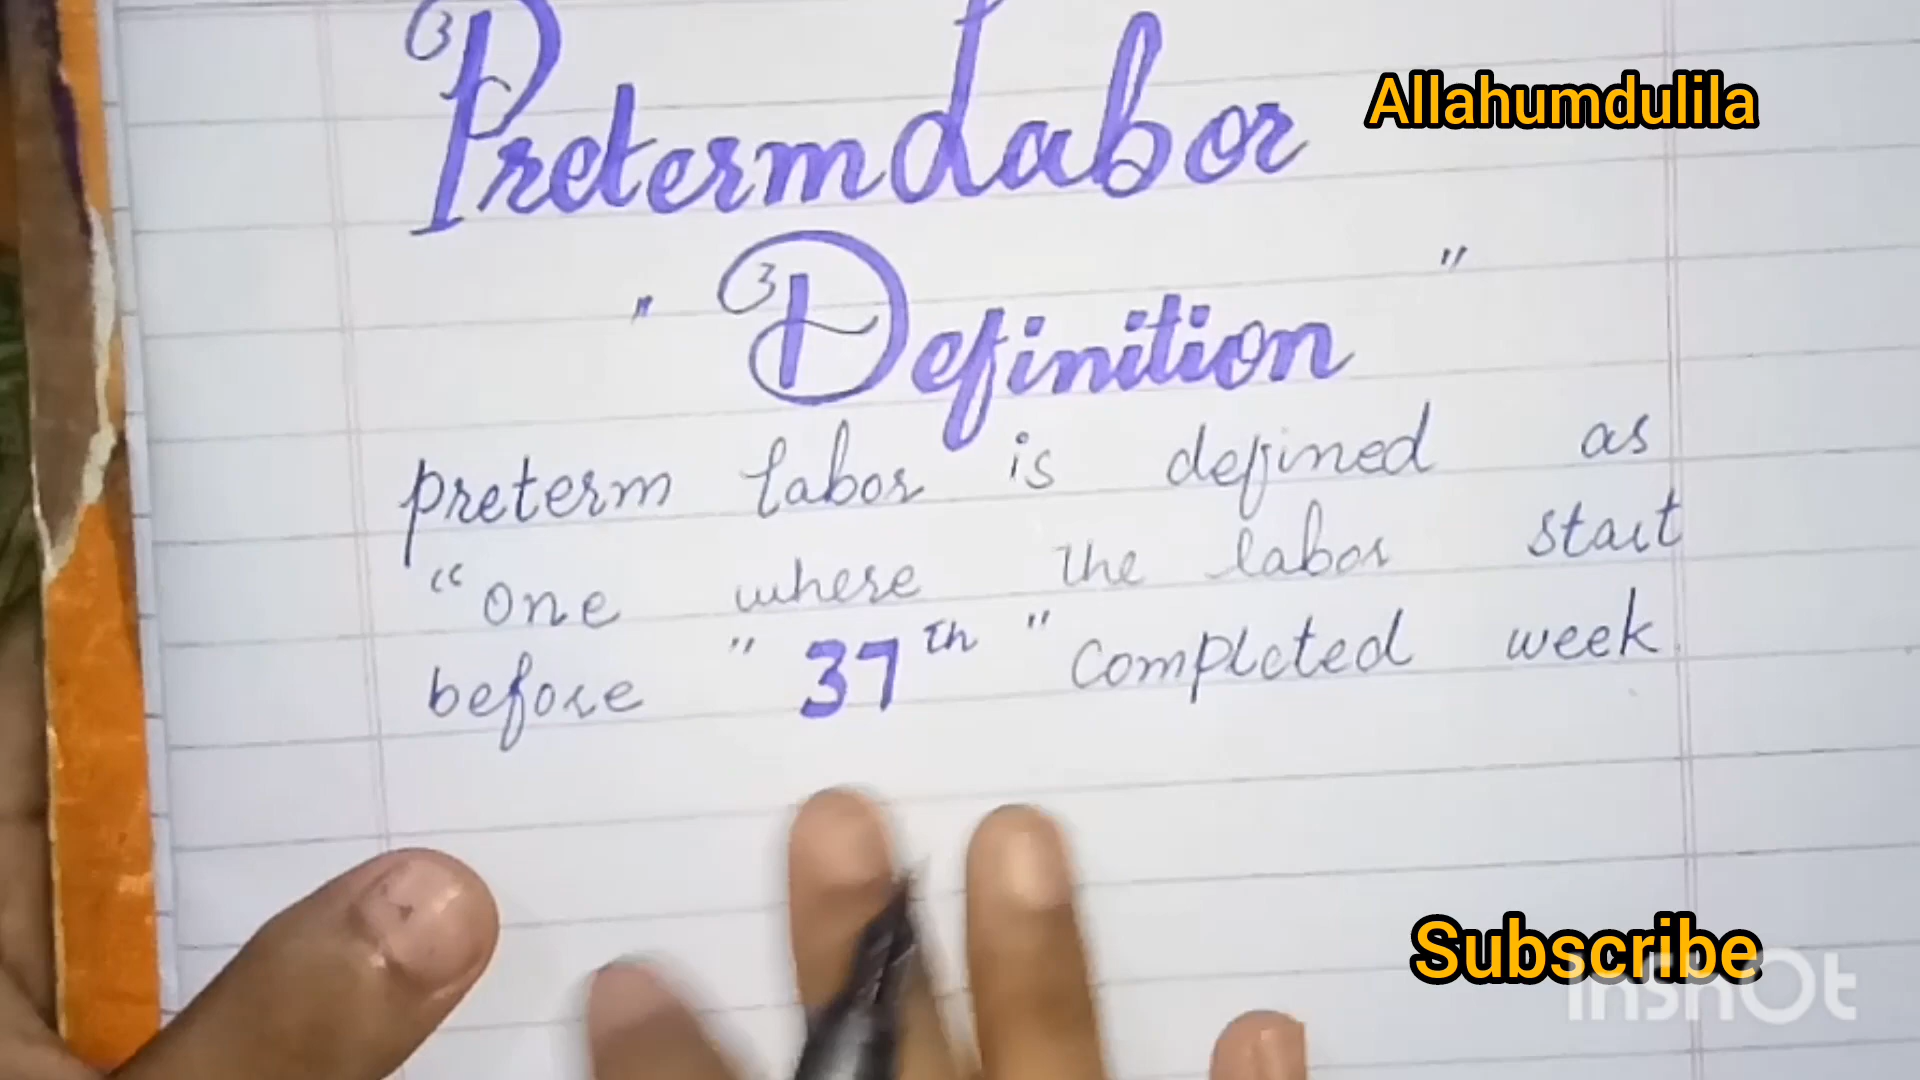 Preterm Labor
Allahumdulila
" Definition "
preterm labor is defined as
"one where the labor start
before "37th" completed week
Subscribe
INSHOT